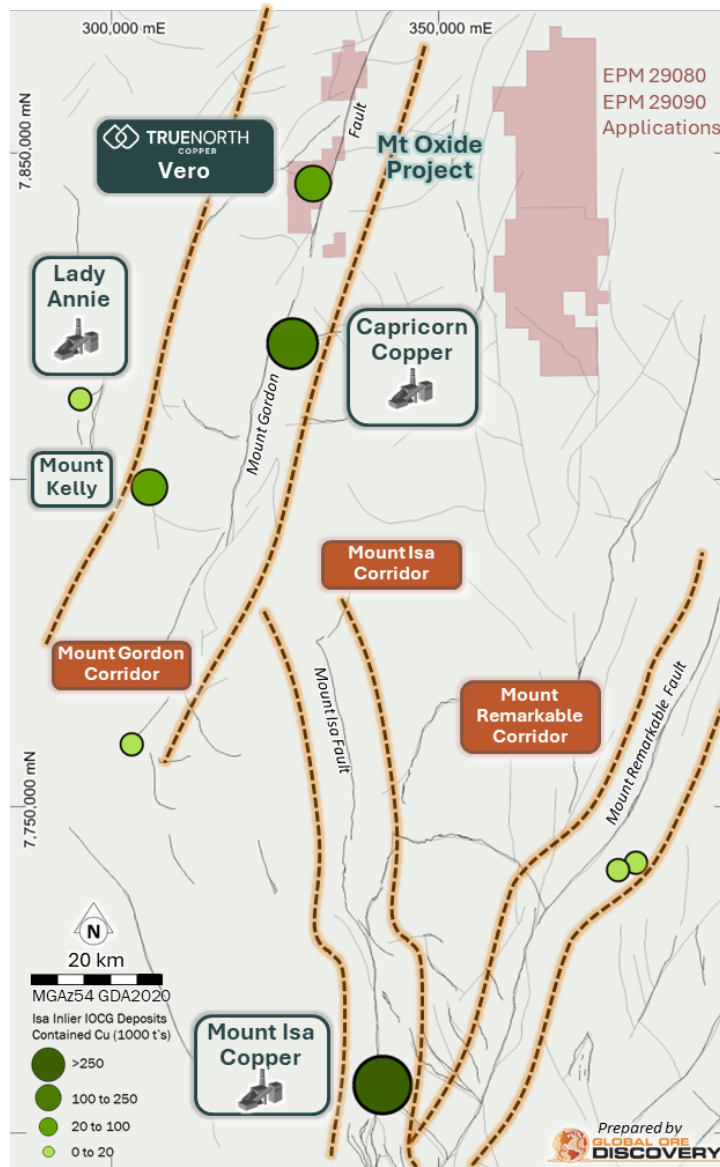 300,000 mE
350,000 mE
EPM 29080
EPM 29090
Applications
Fault
TRUENORTH
COPPER
Vero
7,850,000 mN
Mt Oxide
Project
Lady
Annie
Capricorn
Copper
Mount Gordon
Mount
Kelly
Mount Isa
Corridor
Mount Gordon
Corridor
Mount Isa Fault
Mount
Remarkable
Corridor
Mount Remarkable Fault
7,750,000 mN
N
20 km
MGAz54 GDA2020
Isa Inlier IOCG Deposits
Contained Cu (1000 t's)
>250
100 to 250
20 to 100
0 to 20
Mount Isa
Copper
Prepared by
GLOBAL ORE
DISCOVERY